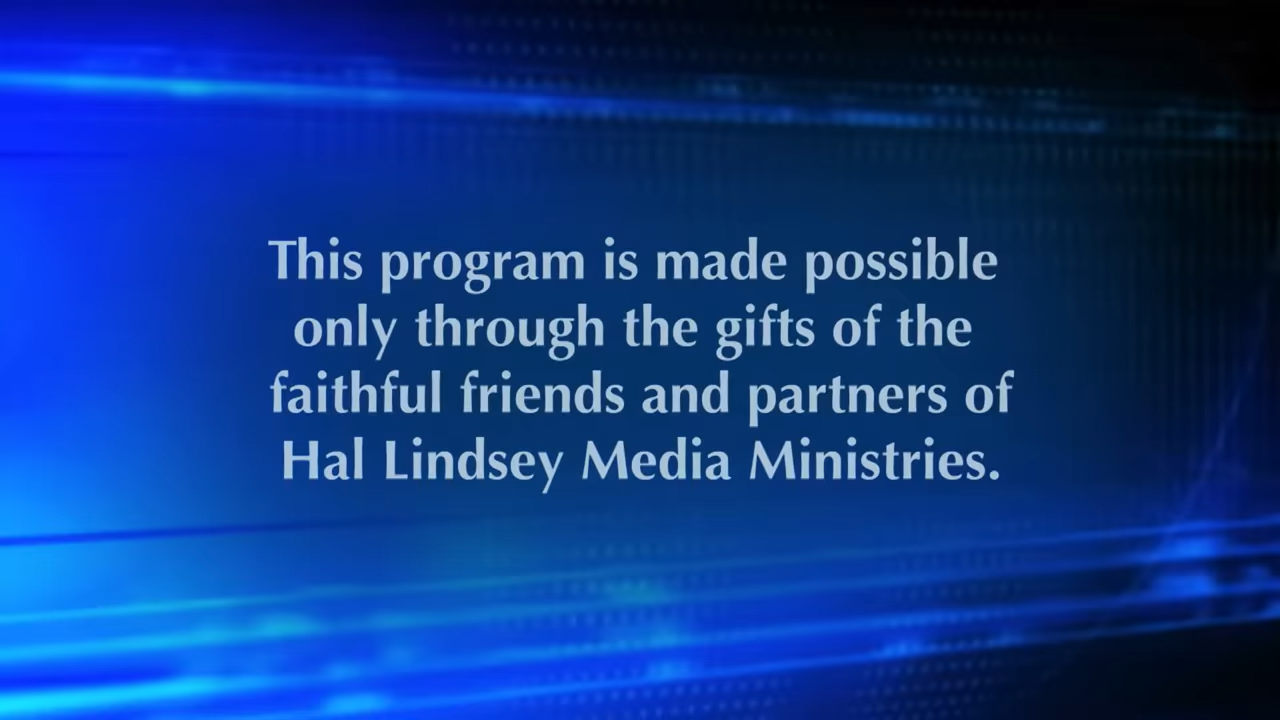 This program is made possible
only through the gifts of the
faithful friends and partners of
Hal Lindsey Media Ministries.